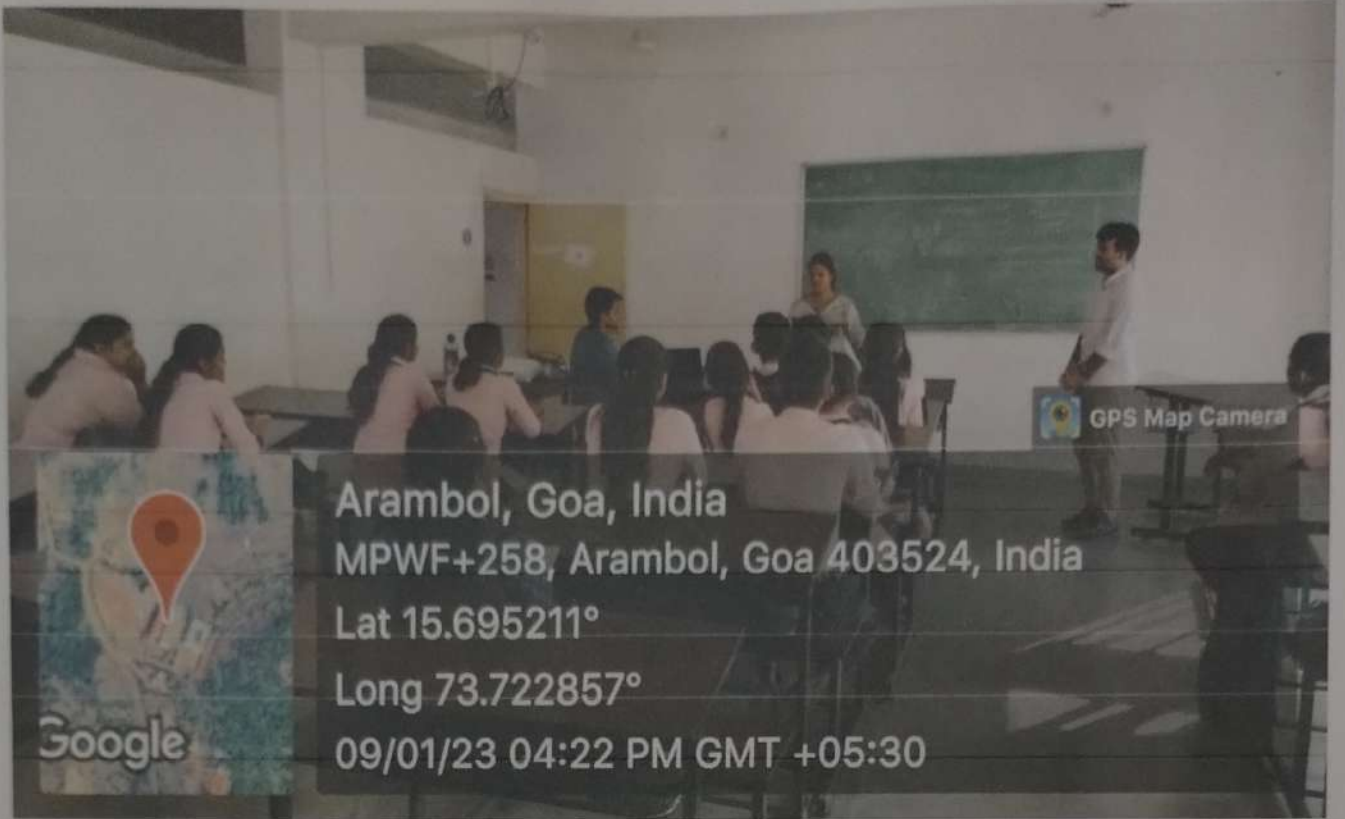 GPS Map Camera
Arambol, Goa, India
MPWF+258, Arambol, Goa 403524, India
Lat 15.695211°
Long 73.722857°
09/01/23 04:22 PM GMT +05:30
Google